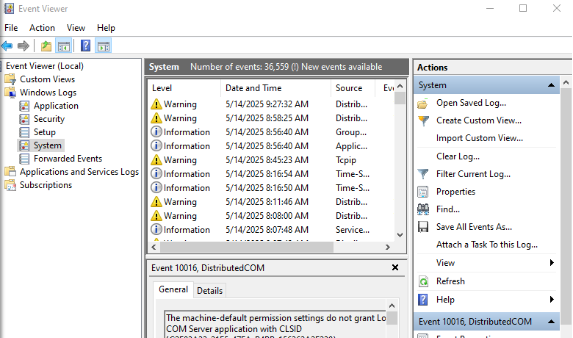 Event Viewer
File Action View Help
Event Viewer (Local)
Custom Views
Windows Logs
Application
Security
Setup
System
Forwarded Events
Applications and Services Logs
Subscriptions
System Number of events: 36,559 (!) New events available
Level Date and Time Source Eve
Warning 5/14/2025 9:27:32 AM Distrib...
Warning 5/14/2025 8:58:25 AM Distrib...
Information 5/14/2025 8:56:40 AM Group...
Information 5/14/2025 8:56:40 AM Applic...
Warning 5/14/2025 8:45:23 AM Tcpip
Information 5/14/2025 8:16:54 AM Time-S...
Information 5/14/2025 8:16:50 AM Time-S...
Warning 5/14/2025 8:11:46 AM Distrib...
Warning 5/14/2025 8:08:00 AM Distrib...
Information 5/14/2025 8:07:48 AM Service...
Event 10016, DistributedCOM
General Details
The machine-default permission settings do not grant Lo
COM Server application with CLSID
Actions
System
Open Saved Log...
Create Custom View...
Import Custom View...
Clear Log...
Filter Current Log...
Properties
Find...
Save All Events As...
Attach a Task To this Log...
View
Refresh
Help
Event 10016, DistributedCOM